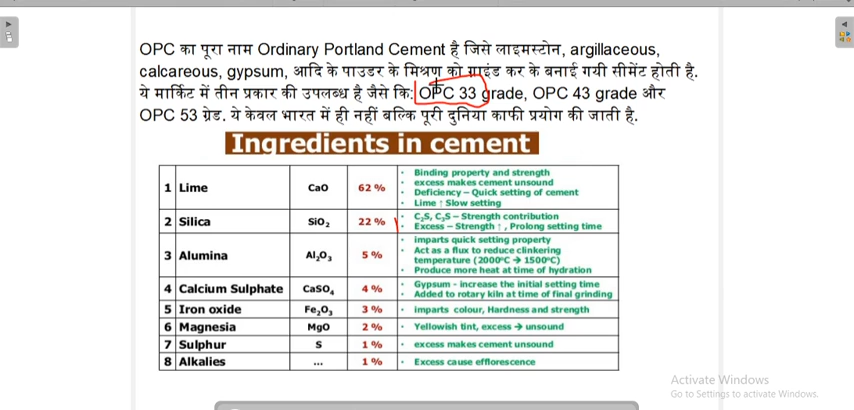 OPC का पूरा नाम Ordinary Portland Cement है जिसे लाइमस्टोन, argillaceous,
calcareous, gypsum, आदि के पाउडर के मिश्रण को ग्राइंड कर के बनाई गयी सीमेंट होती है.
ये मार्किट में तीन प्रकार की उपलब्ध है जैसे कि: OPC 33 grade, OPC 43 grade और
OPC 53 ग्रेड. ये केवल भारत में ही नहीं बल्कि पूरी दुनिया काफी प्रयोग की जाती है.
Ingredients in cement
1 Lime CaO 62 % • Binding property and strength
• excess makes cement unsound
• Deficiency – Quick setting of cement
• Lime ↑ Slow setting
2 Silica SiO₂ 22 % • C₂S, C₃S – Strength contribution
• Excess – Strength ↑ , Prolong setting time
3 Alumina Al₂O₃ 5 % • imparts quick setting property
• Act as a flux to reduce clinkering
temperature (2000°C → 1500°C)
• Produce more heat at time of hydration
4 Calcium Sulphate CaSO₄ 4 % • Gypsum - increase the initial setting time
• Added to rotary kiln at time of final grinding
5 Iron oxide Fe₂O₃ 3 % • imparts colour, Hardness and strength
6 Magnesia MgO 2 % • Yellowish tint, excess → unsound
7 Sulphur S 1 % • excess makes cement unsound
8 Alkalies ... 1 % • Excess cause efflorescence
Activate Windows
Go to Settings to activate Windows.